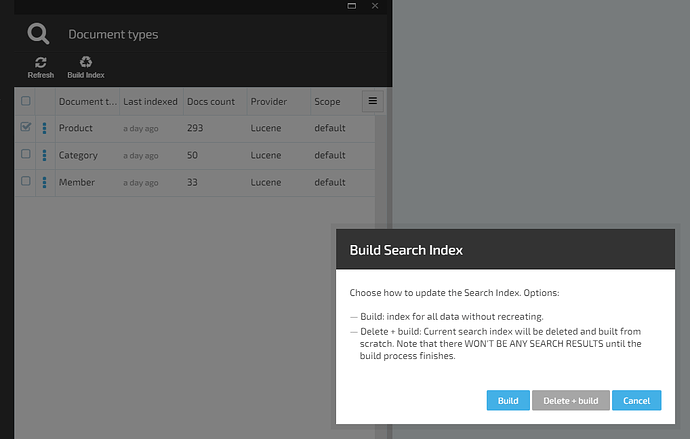 Document types
Refresh
Build Index
Document t... Last indexed Docs count Provider Scope
Product a day ago 293 Lucene default
Category a day ago 50 Lucene default
Member a day ago 33 Lucene default
Build Search Index
Choose how to update the Search Index. Options:
— Build: index for all data without recreating.
— Delete + build: Current search index will be deleted and built from
scratch. Note that there WON'T BE ANY SEARCH RESULTS until the
build process finishes.
Build Delete + build Cancel